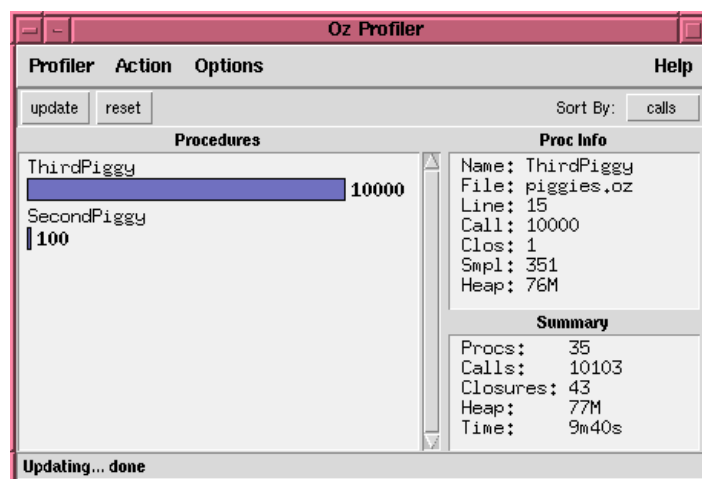 Oz Profiler
Profiler Action Options Help
update reset Sort By: calls
Procedures
ThirdPiggy
10000
SecondPiggy
100
Proc Info
Name: ThirdPiggy
File: piggies.oz
Line: 15
Call: 10000
Clos: 1
Smpl: 351
Heap: 76M
Summary
Procs: 35
Calls: 10103
Closures: 43
Heap: 77M
Time: 9m40s
Updating... done